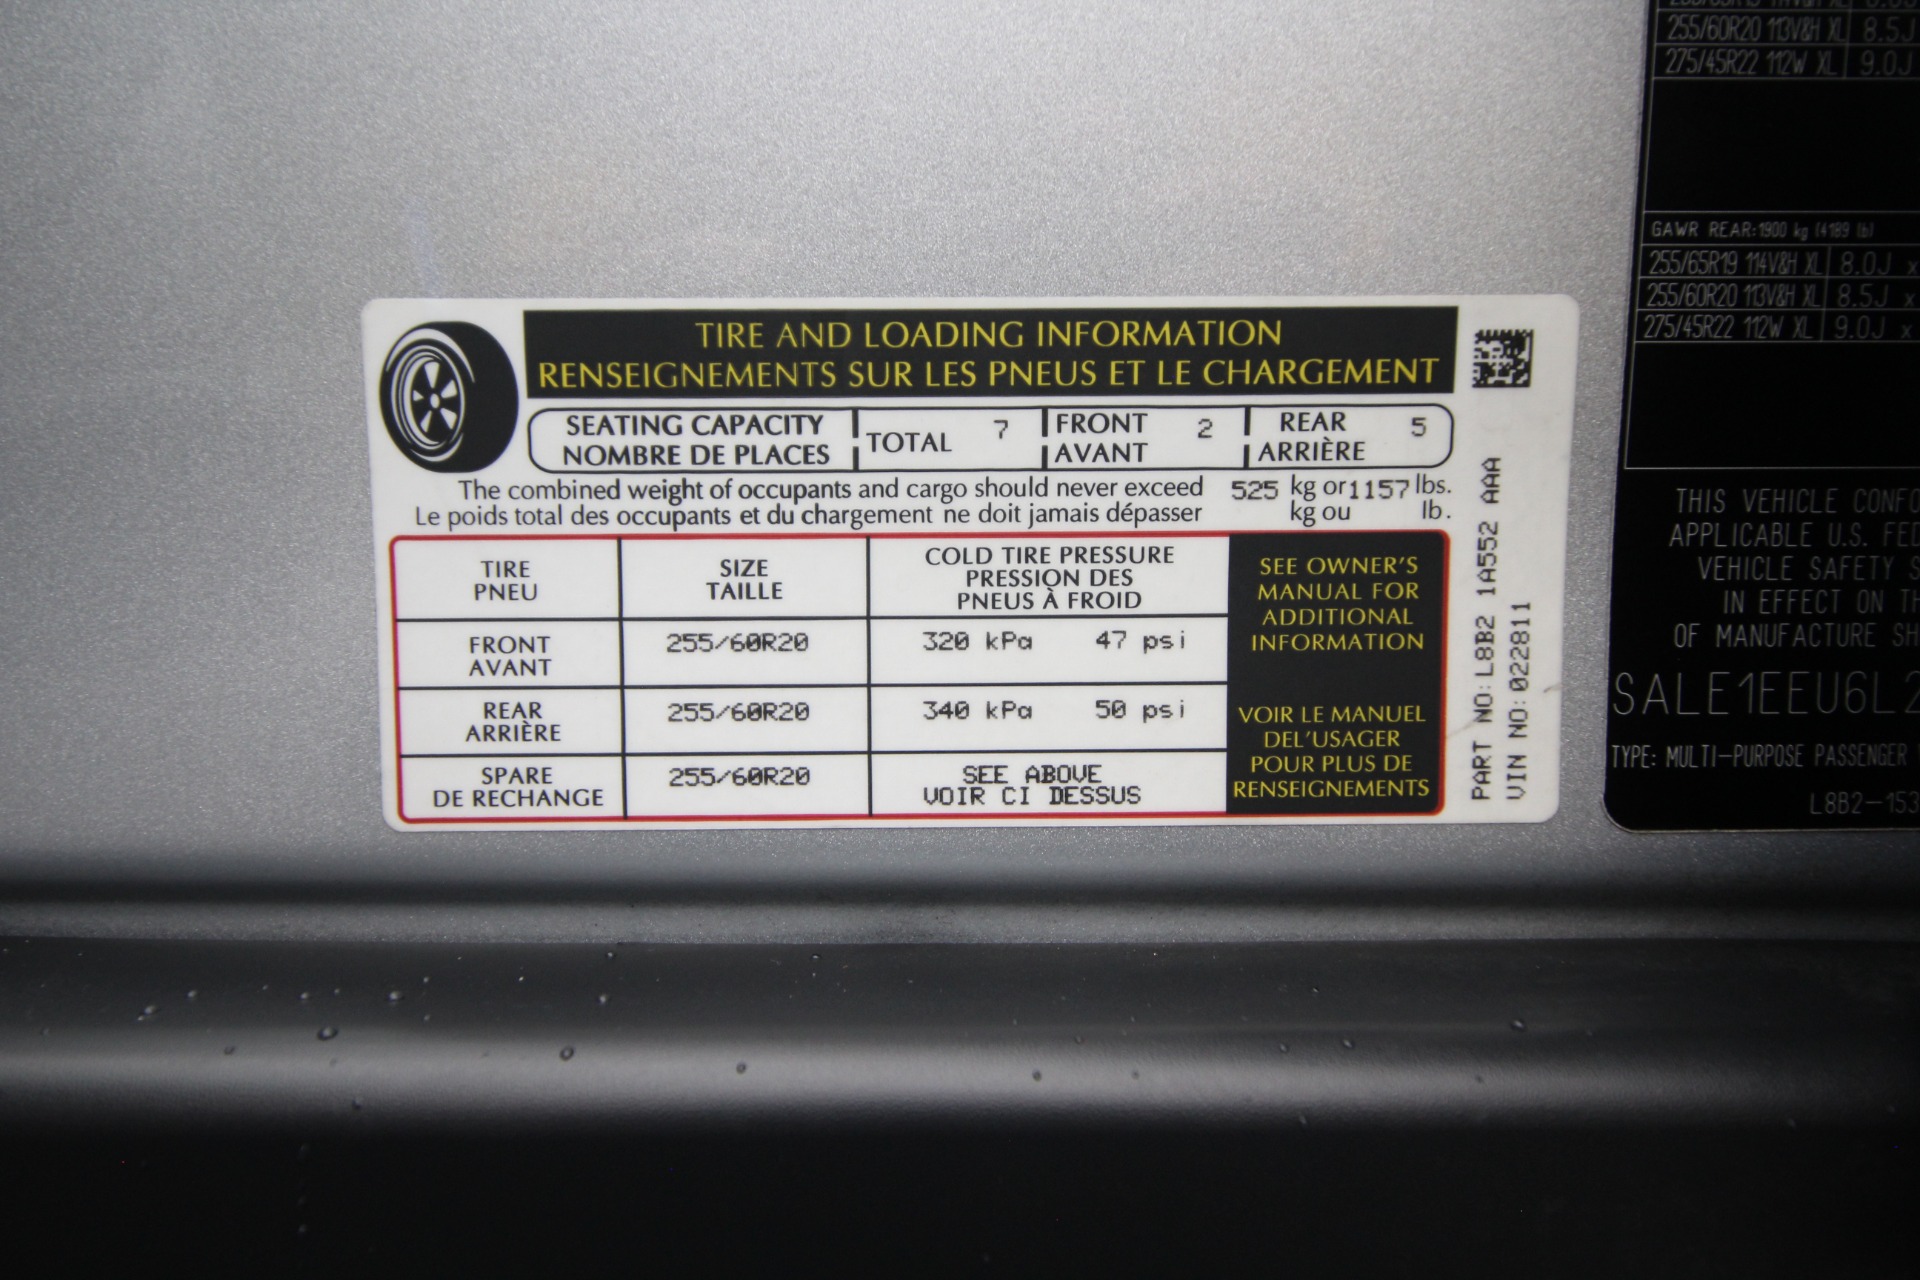 TIRE AND LOADING INFORMATION
RENSEIGNEMENTS SUR LES PNEUS ET LE CHARGEMENT
SEATING CAPACITY
NOMBRE DE PLACES
TOTAL 7
FRONT 2
AVANT
REAR 5
ARRIÈRE
The combined weight of occupants and cargo should never exceed 525 kg or 1157 lbs.
Le poids total des occupants et du chargement ne doit jamais dépasser kg ou lb.
TIRE
PNEU
SIZE
TAILLE
COLD TIRE PRESSURE
PRESSION DES
PNEUS À FROID
FRONT
AVANT
255/60R20
320 kPa 47 psi
REAR
ARRIÈRE
255/60R20
340 kPa 50 psi
SPARE
DE RECHANGE
255/60R20
SEE ABOVE
VOIR CI DESSUS
SEE OWNER'S
MANUAL FOR
ADDITIONAL
INFORMATION
VOIR LE MANUEL
DEL'USAGER
POUR PLUS DE
RENSEIGNEMENTS
PART NO: L8B2 1A552 AAA
VIN NO: 022811
255/60R20 113V&H XL 8.5J
275/45R22 112W XL 9.0J
GAWR REAR: 1900 kg (4189 lb)
255/65R19 114V&H XL 8.0J x
255/60R20 113V&H XL 8.5J x
275/45R22 112W XL 9.0J x
THIS VEHICLE CONFO
APPLICABLE U.S. FED
VEHICLE SAFETY S
IN EFFECT ON TH
OF MANUFACTURE SH
SALE1EEU6L2
TYPE: MULTI-PURPOSE PASSENGER
L8B2-153